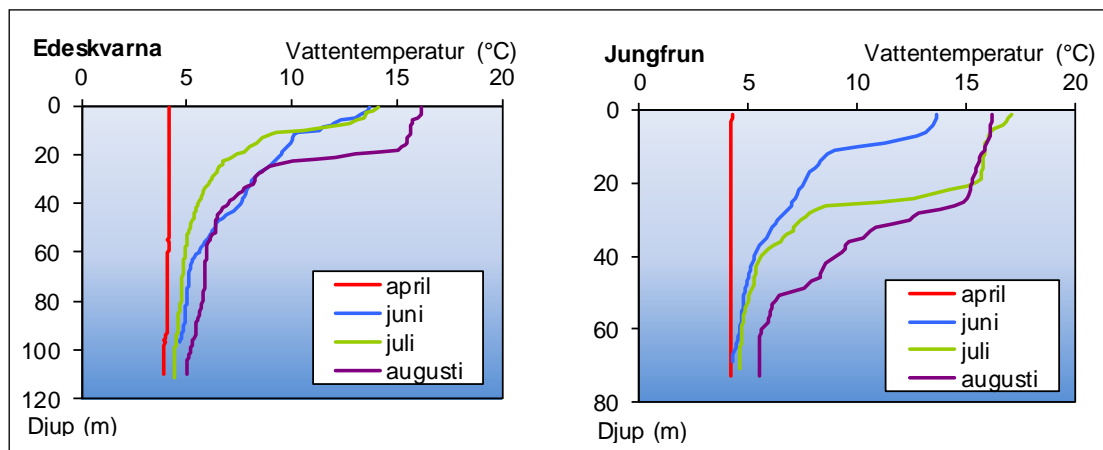 Edeskvarna
Vattentemperatur (°C)
0 5 10 15 20
0
20
40
60
80
100
120
Djup (m)
april
juni
juli
augusti
Jungfrun
Vattentemperatur (°C)
0 5 10 15 20
0
20
40
60
80
Djup (m)
april
juni
juli
augusti